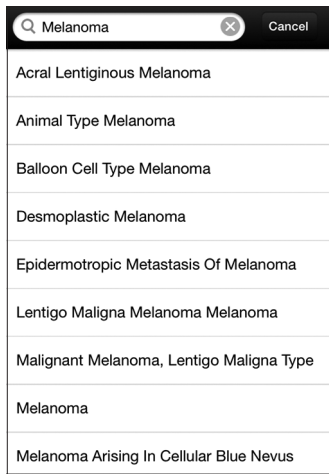 Melanoma Cancel
Acral Lentiginous Melanoma
Animal Type Melanoma
Balloon Cell Type Melanoma
Desmoplastic Melanoma
Epidermotropic Metastasis Of Melanoma
Lentigo Maligna Melanoma Melanoma
Malignant Melanoma, Lentigo Maligna Type
Melanoma
Melanoma Arising In Cellular Blue Nevus